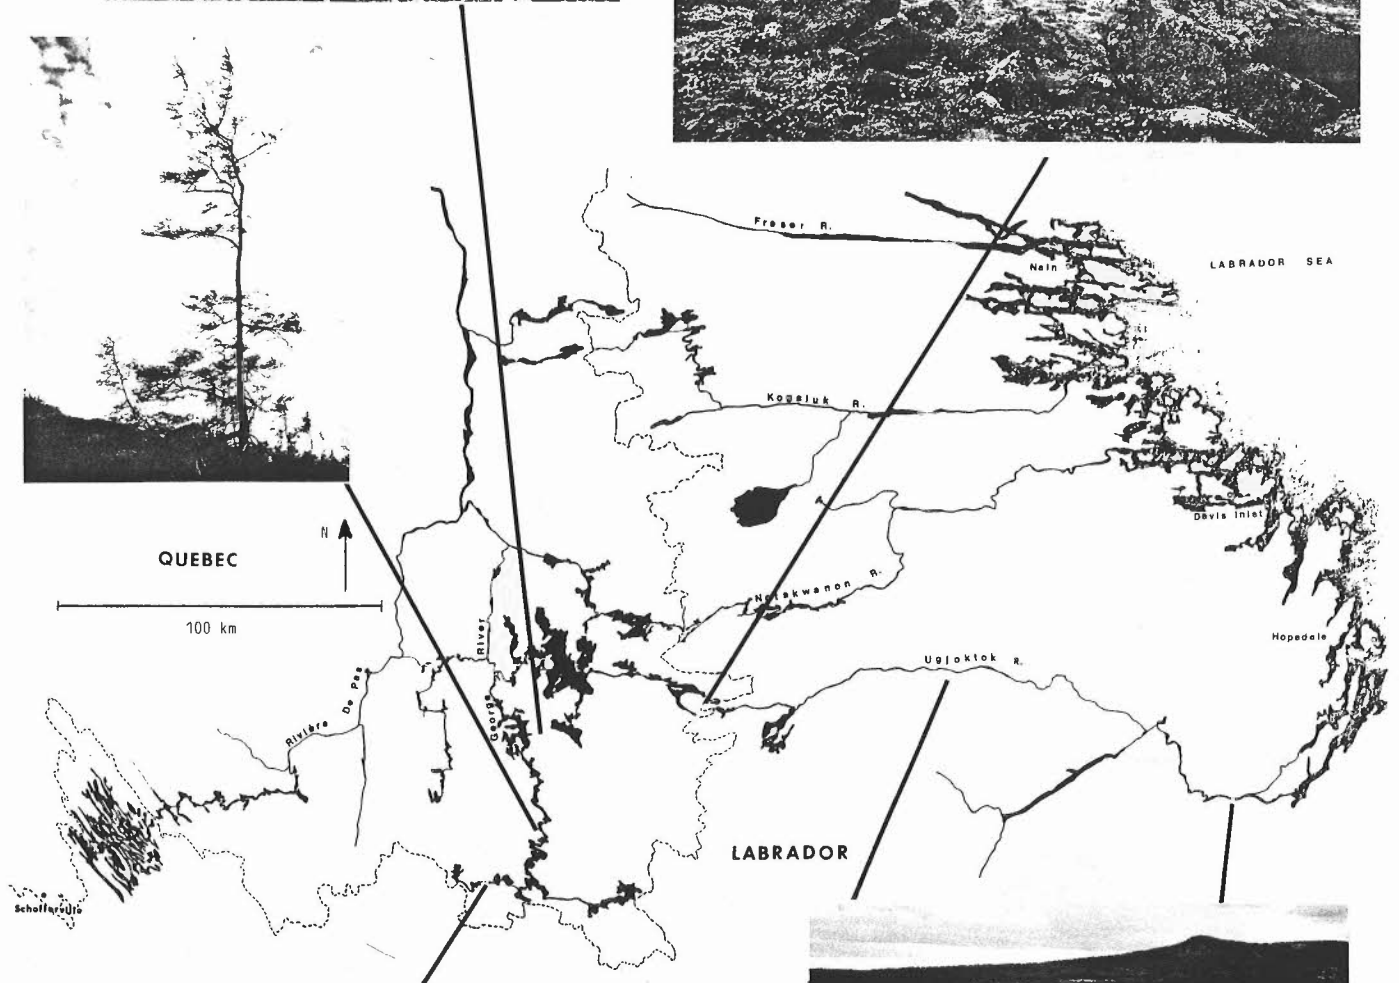 Fraser R.
LABRADOR SEA
Nain
Kogaluk R.
Davis Inlet
N
QUEBEC
100 km
Notakwanon R.
River
George
Hopedale
Ugjoktok R.
Rivière De Pas
LABRADOR
Schefferville